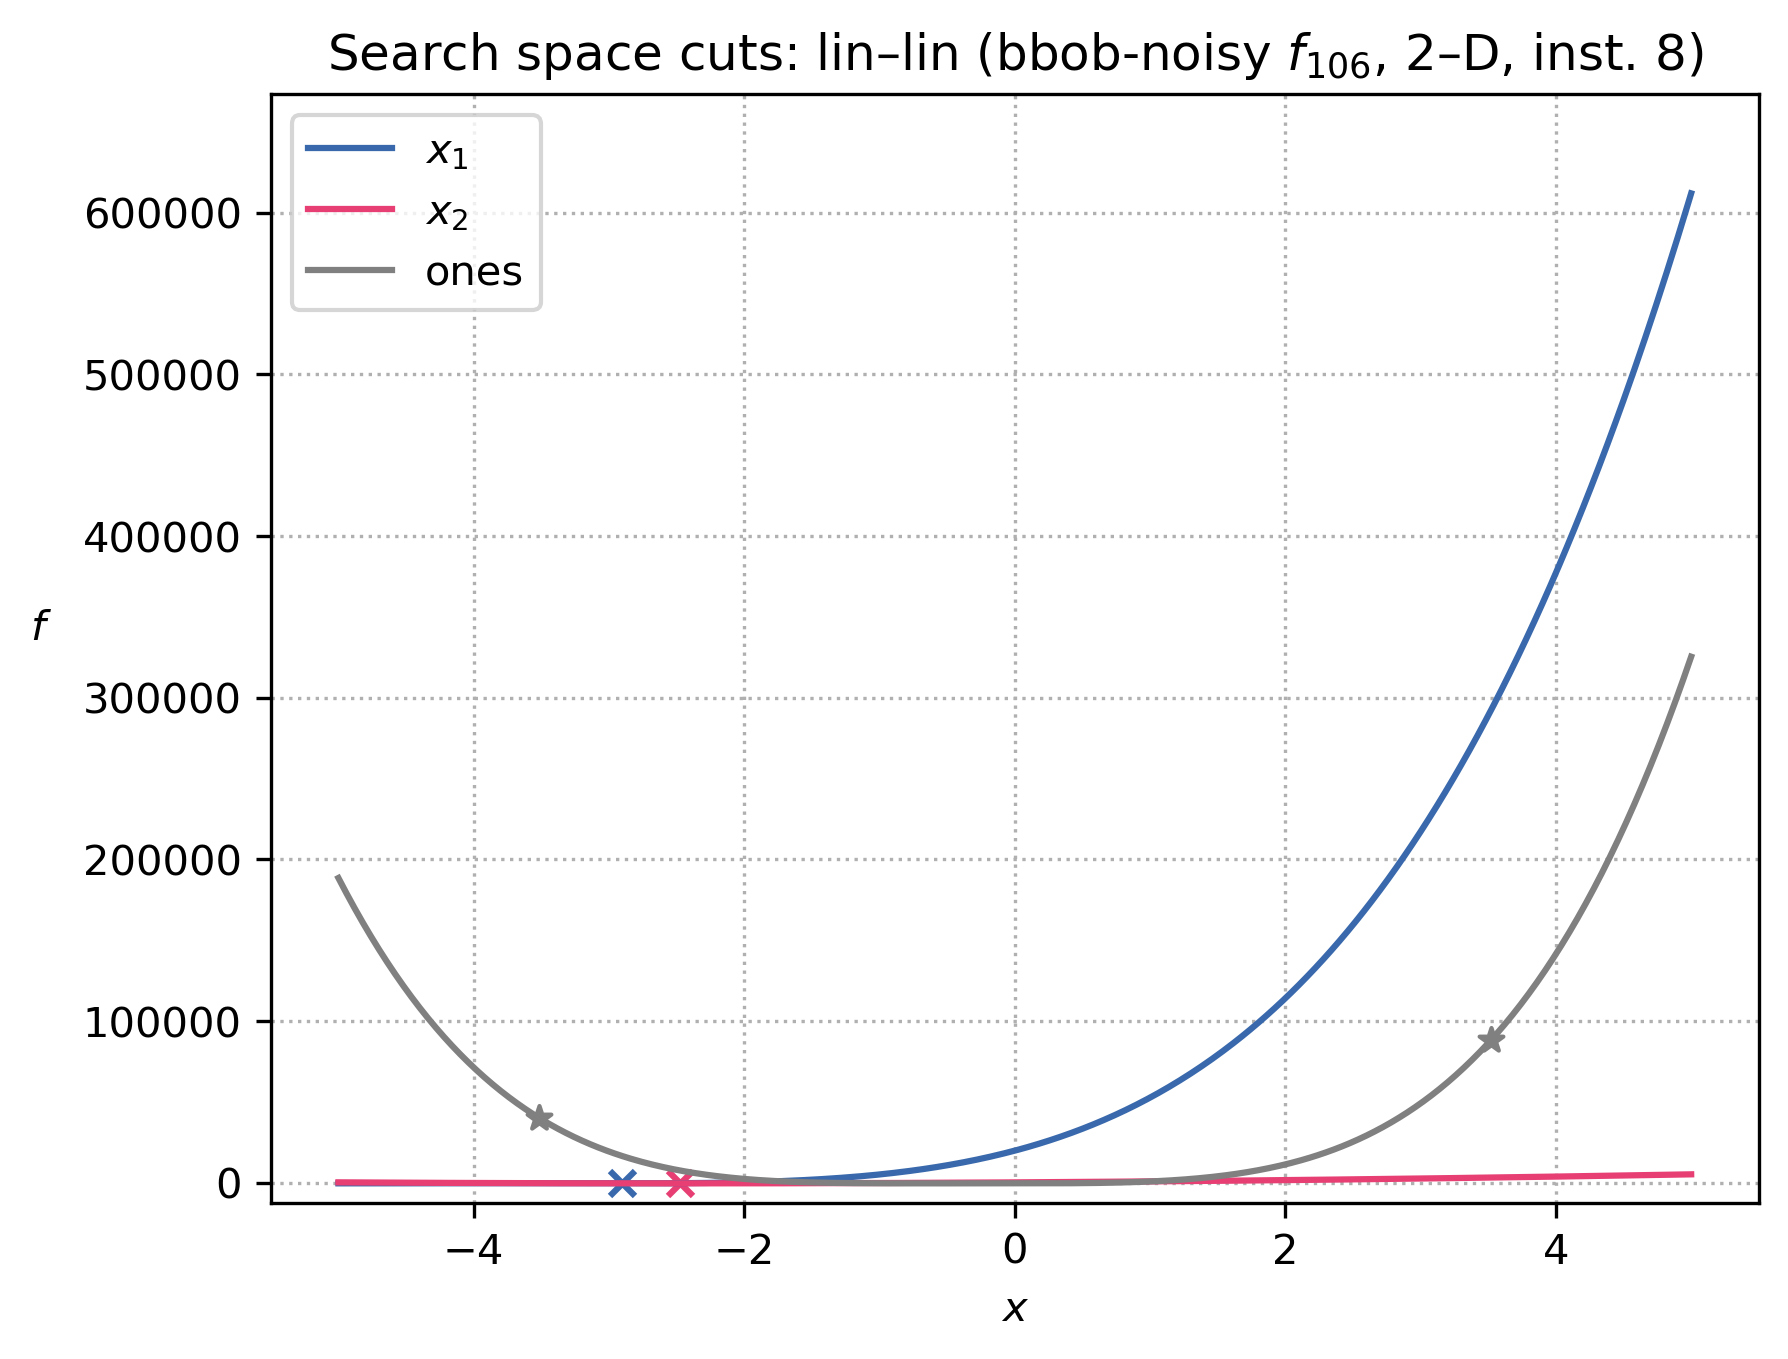 Search space cuts: lin–lin (bbob-noisy f₁₀₆, 2–D, inst. 8)
x₁
x₂
ones
600000
500000
400000
300000
200000
100000
0
f
−4 −2 0 2 4
x